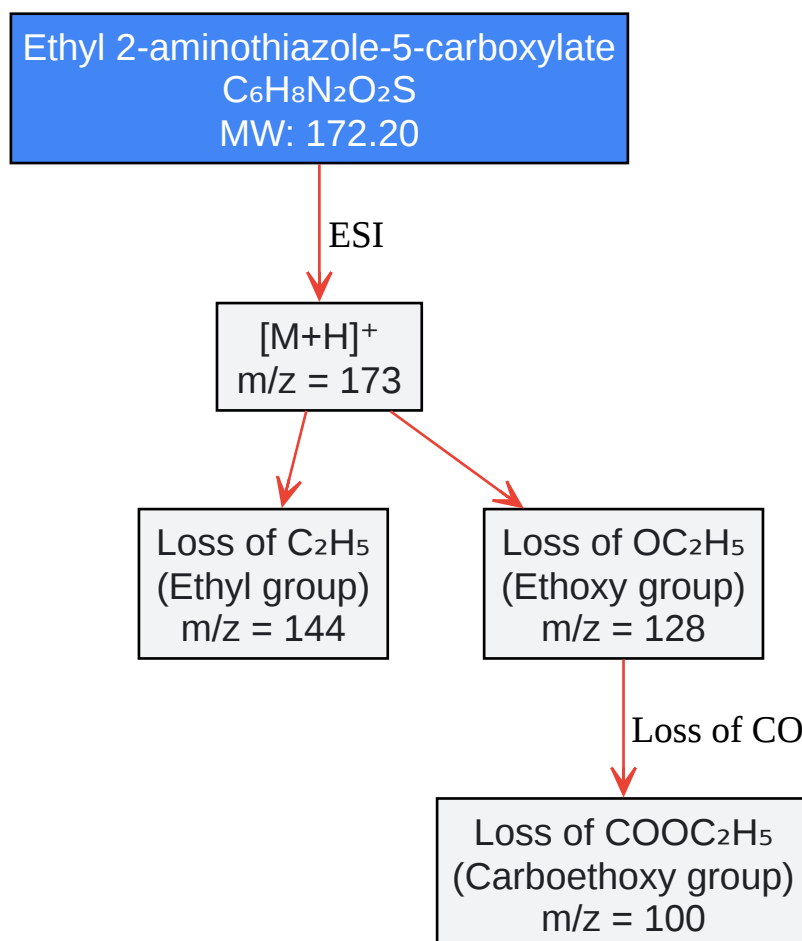 Ethyl 2-aminothiazole-5-carboxylate
C₆H₈N₂O₂S
MW: 172.20
ESI
[M+H]⁺
m/z = 173
Loss of C₂H₅
(Ethyl group)
m/z = 144
Loss of OC₂H₅
(Ethoxy group)
m/z = 128
Loss of CO
Loss of COOC₂H₅
(Carboethoxy group)
m/z = 100